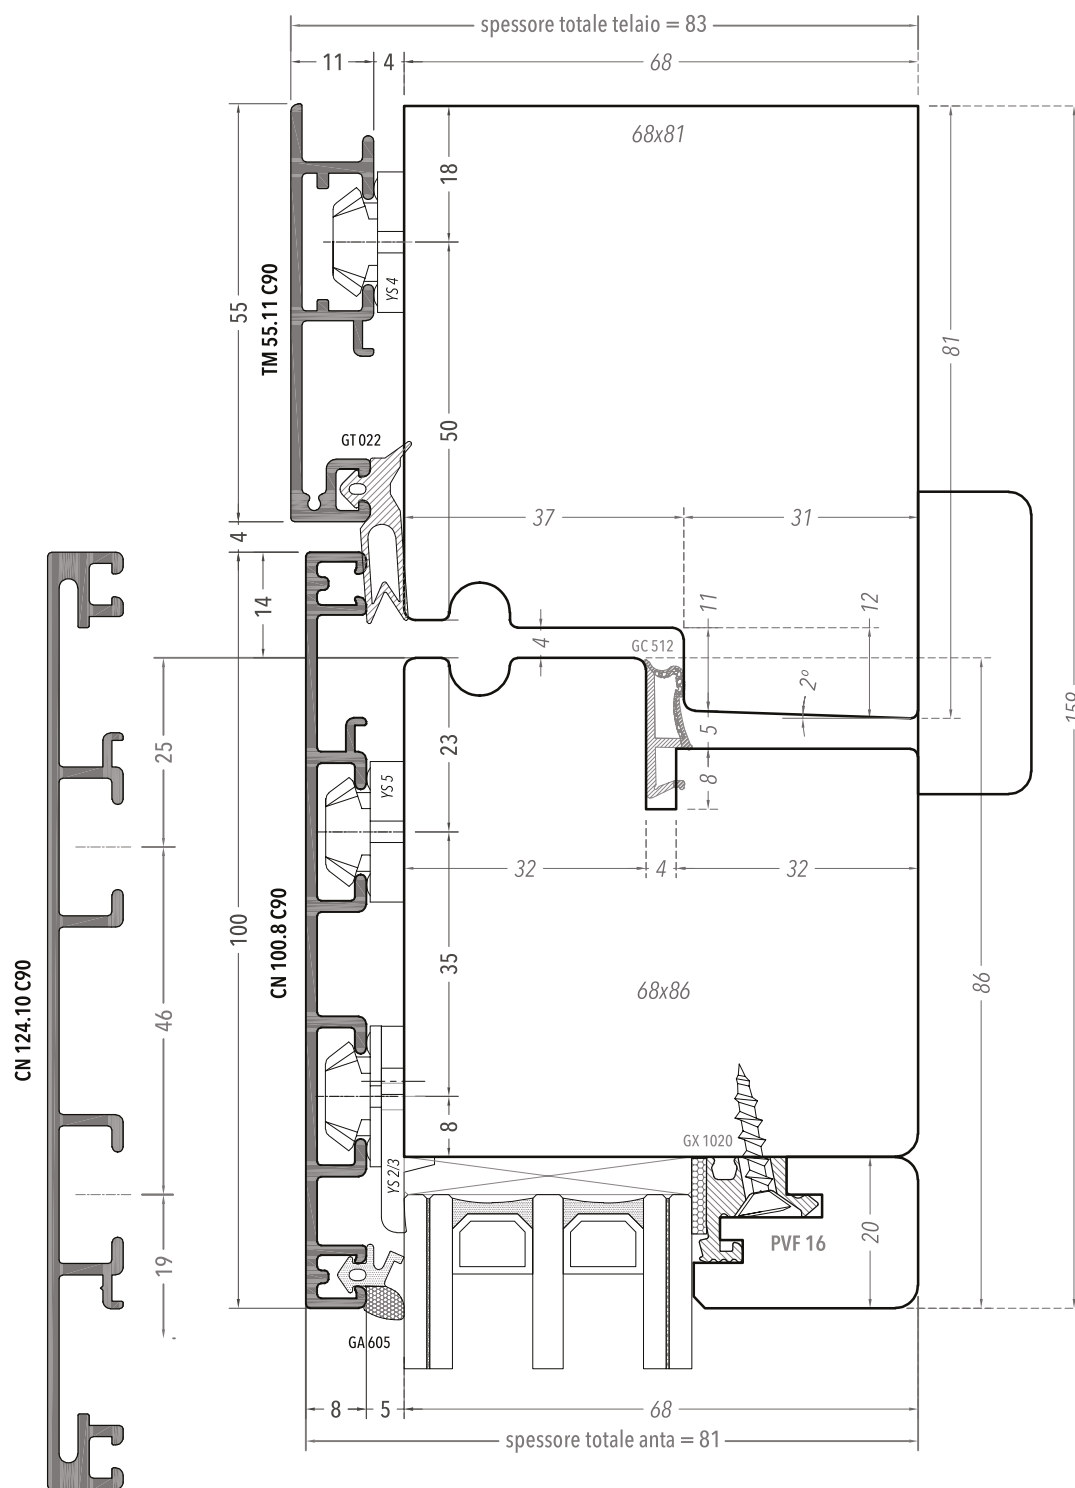 spessore totale telaio = 83
11
4
68
68x81
18
YS 4
55
TM 55.11 C90
81
50
GT 022
37
31
4
14
11
12
4
GC 512
2°
5
159
25
23
YS 5
8
32
4
32
100
CN 100.8 C90
35
68x86
86
CN 124.10 C90
46
8
GX 1020
YS 2/3
20
PVF 16
19
GA 605
8
5
68
spessore totale anta = 81